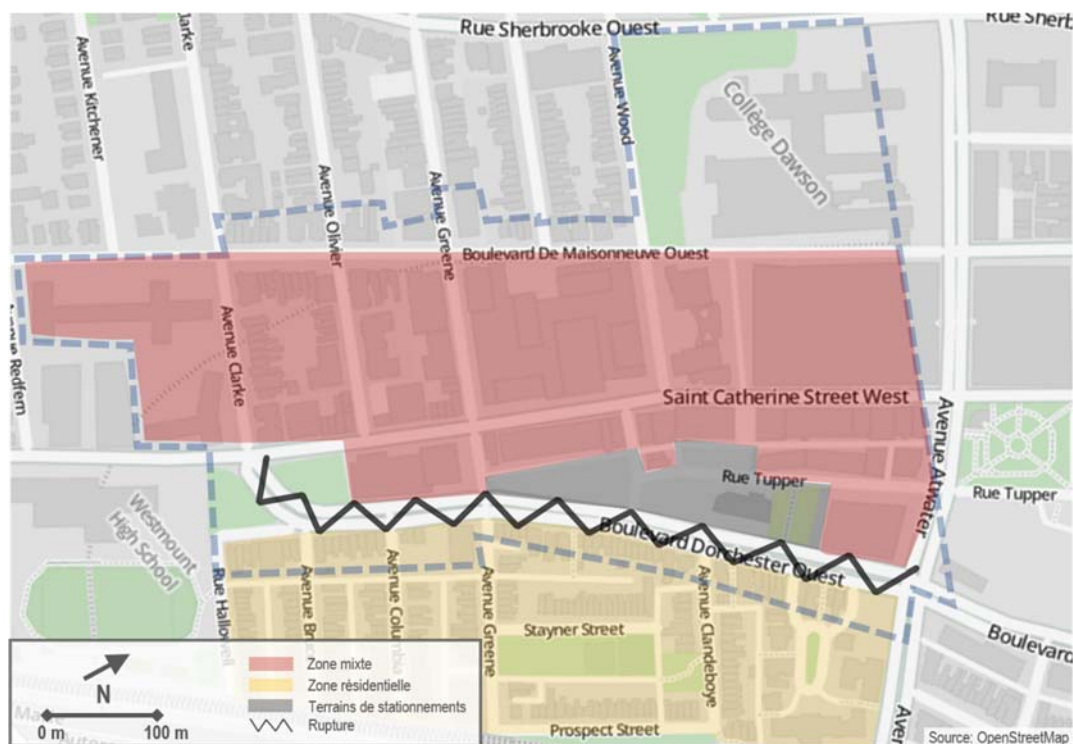 Rue Sherbrooke Ouest
Rue Sherb
Clarke
Avenue Kitchener
Avenue Wood
Collège Dawson
Avenue Olivier
Avenue Greene
Boulevard De Maisonneuve Ouest
Avenue Redfern
Avenue Clarke
Saint Catherine Street West
Avenue Atwater
Rue Tupper
Rue Tupper
Westmount
High School
Boulevard Dorchester Ouest
Rue Hallowell
Avenue Columbia
Avenue Greene
Avenue Clandeboye
Stayner Street
Boulevard
Prospect Street
Aver
N
0 m
100 m
Zone mixte
Zone résidentielle
Terrains de stationnements
Rupture
Source: OpenStreetMap